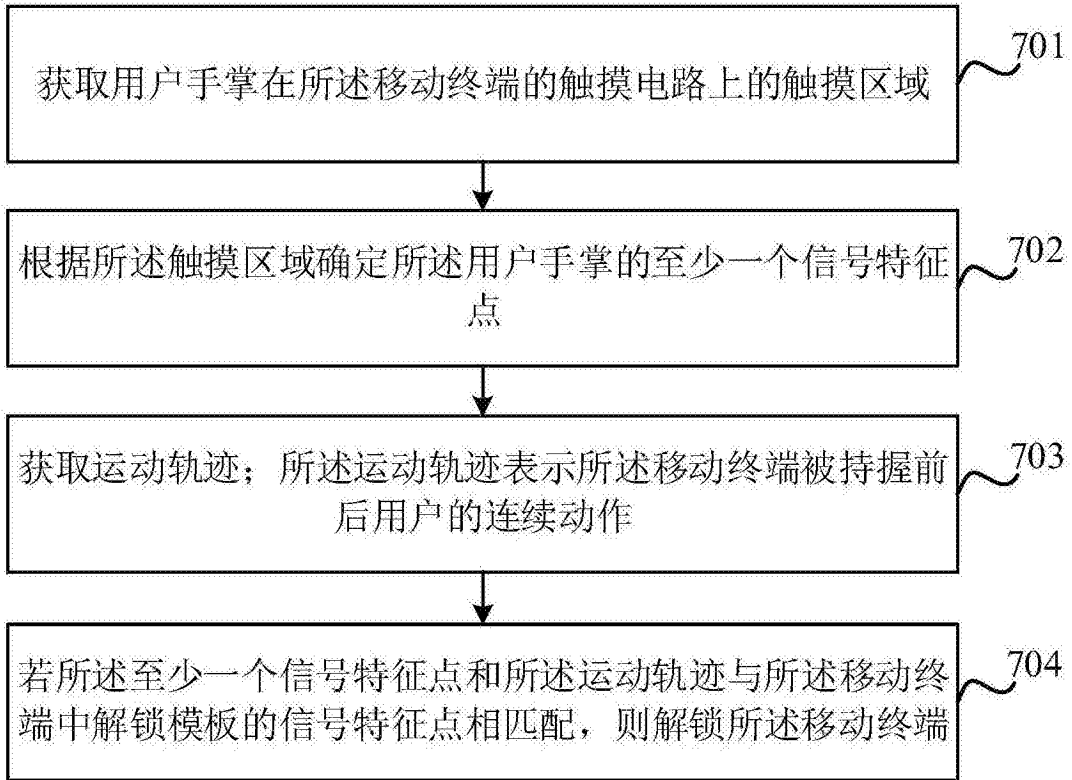 获取用户手掌在所述移动终端的触摸电路上的触摸区域
701
根据所述触摸区域确定所述用户手掌的至少一个信号特征
点
702
获取运动轨迹；所述运动轨迹表示所述移动终端被持握前
后用户的连续动作
703
若所述至少一个信号特征点和所述运动轨迹与所述移动终
端中解锁模板的信号特征点相匹配，则解锁所述移动终端
704